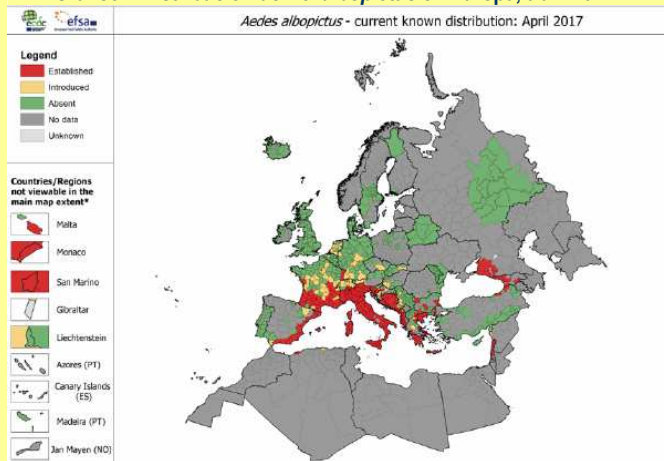 ecdc efsa
Aedes albopictus - current known distribution: April 2017
Legend
Established
Introduced
Absent
No data
Unknown
Countries/Regions
not viewable in the
main map extent*
Malta
Monaco
San Marino
Gibraltar
Liechtenstein
Azores (PT)
Canary Islands
(ES)
Madeira (PT)
Jan Mayen (NO)